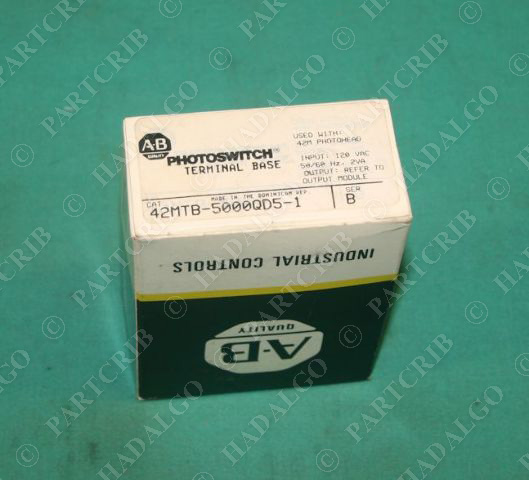 A-B
QUALITY
PHOTOSWITCH®
TERMINAL BASE
USED WITH:
42M PHOTOHEAD
INPUT: 120 VAC
50/60 Hz, 2VA
OUTPUT: REFER TO
OUTPUT MODULE
MADE IN THE DOMINICAN REP.
CAT
42MTB-5000QD5-1
SER
B
INDUSTRIAL CONTROLS
A-B
QUALITY
© PARTCRIB
© HADALGO